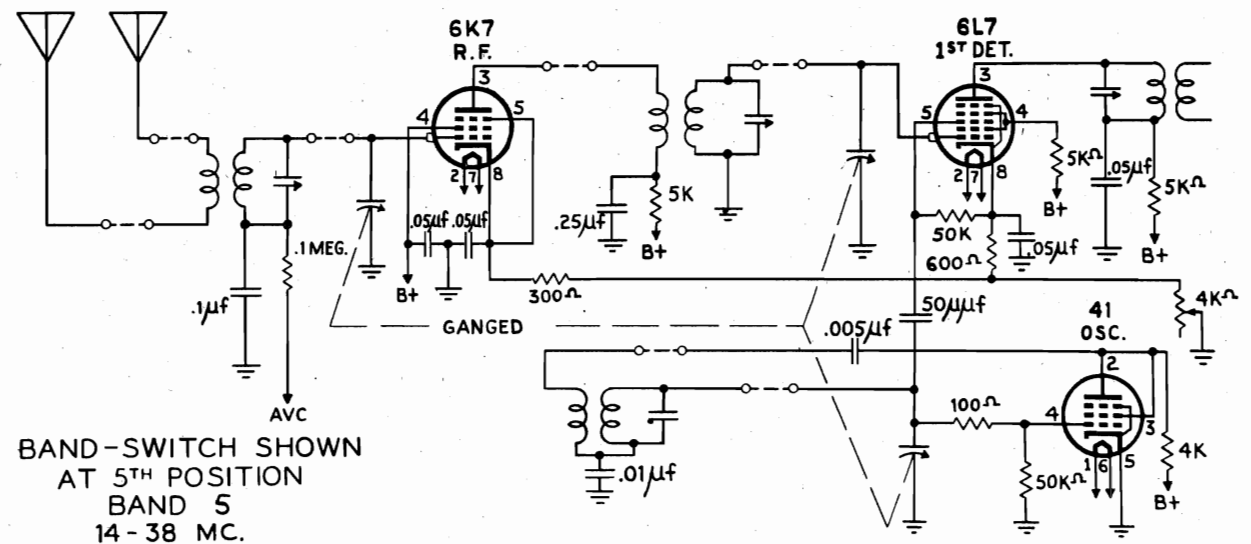 6K7
R.F.
3
4
5
2
7
8
6L7
1ST DET.
3
5
4
2
7
8
5KΩ
B+
.05µf
5KΩ
B+
.1 MEG.
.1µf
AVC
.05µf
.05µf
B+
.25µf
5K
B+
50K
600Ω
.05µf
300Ω
4KΩ
GANGED
50µµf
.005µf
41
OSC.
2
4
3
1
6
5
100Ω
50KΩ
4K
B+
.01µf
BAND-SWITCH SHOWN
AT 5TH POSITION
BAND 5
14-38 MC.